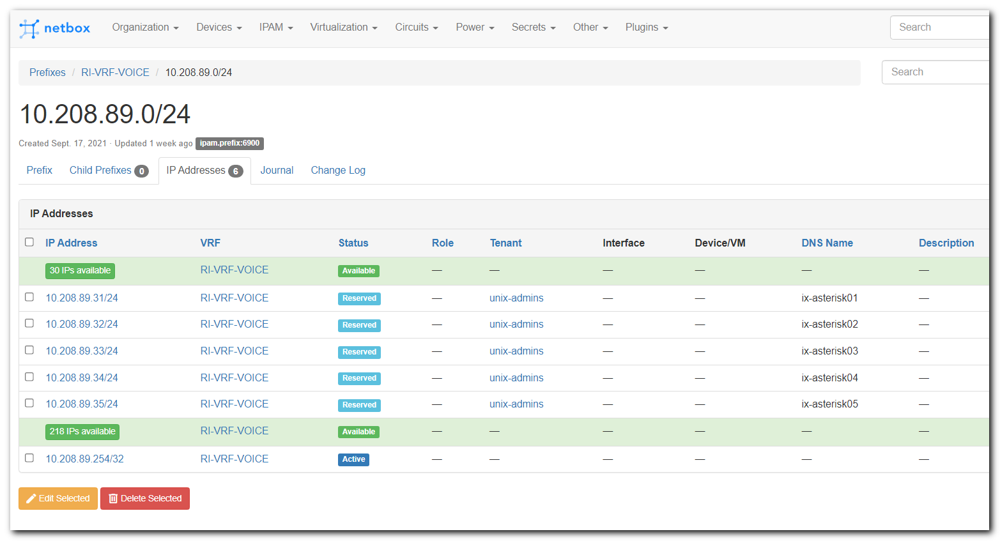 netbox Organization Devices IPAM Virtualization Circuits Power Secrets Other Plugins Search
Prefixes / RI-VRF-VOICE / 10.208.89.0/24 Search
10.208.89.0/24
Created Sept. 17, 2021 · Updated 1 week ago ipam.prefix:6900
Prefix Child Prefixes 0 IP Addresses 6 Journal Change Log
IP Addresses
IP Address VRF Status Role Tenant Interface Device/VM DNS Name Description
30 IPs available RI-VRF-VOICE Available — — — — — —
10.208.89.31/24 RI-VRF-VOICE Reserved — unix-admins — — ix-asterisk01 —
10.208.89.32/24 RI-VRF-VOICE Reserved — unix-admins — — ix-asterisk02 —
10.208.89.33/24 RI-VRF-VOICE Reserved — unix-admins — — ix-asterisk03 —
10.208.89.34/24 RI-VRF-VOICE Reserved — unix-admins — — ix-asterisk04 —
10.208.89.35/24 RI-VRF-VOICE Reserved — unix-admins — — ix-asterisk05 —
218 IPs available RI-VRF-VOICE Available — — — — — —
10.208.89.254/32 RI-VRF-VOICE Active — — — — — —
Edit Selected Delete Selected